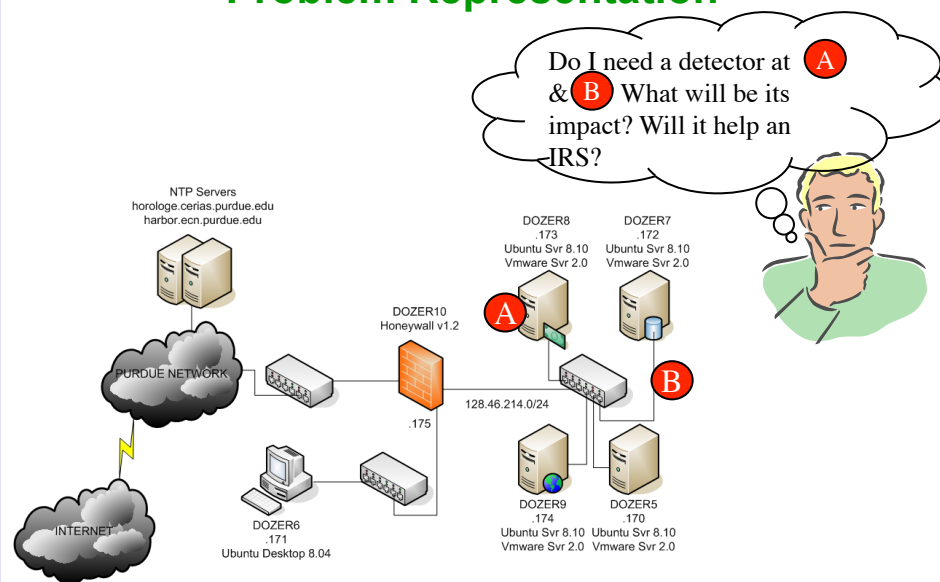 Problem Representation
Do I need a detector at A
& B What will be its
impact? Will it help an
IRS?
NTP Servers
horologe.cerias.purdue.edu
harbor.ecn.purdue.edu
DOZER8
.173
Ubuntu Svr 8.10
Vmware Svr 2.0
DOZER7
.172
Ubuntu Svr 8.10
Vmware Svr 2.0
DOZER10
Honeywall v1.2
A
PURDUE NETWORK
B
128.46.214.0/24
.175
INTERNET
DOZER6
.171
Ubuntu Desktop 8.04
DOZER9
.174
Ubuntu Svr 8.10
Vmware Svr 2.0
DOZER5
.170
Ubuntu Svr 8.10
Vmware Svr 2.0